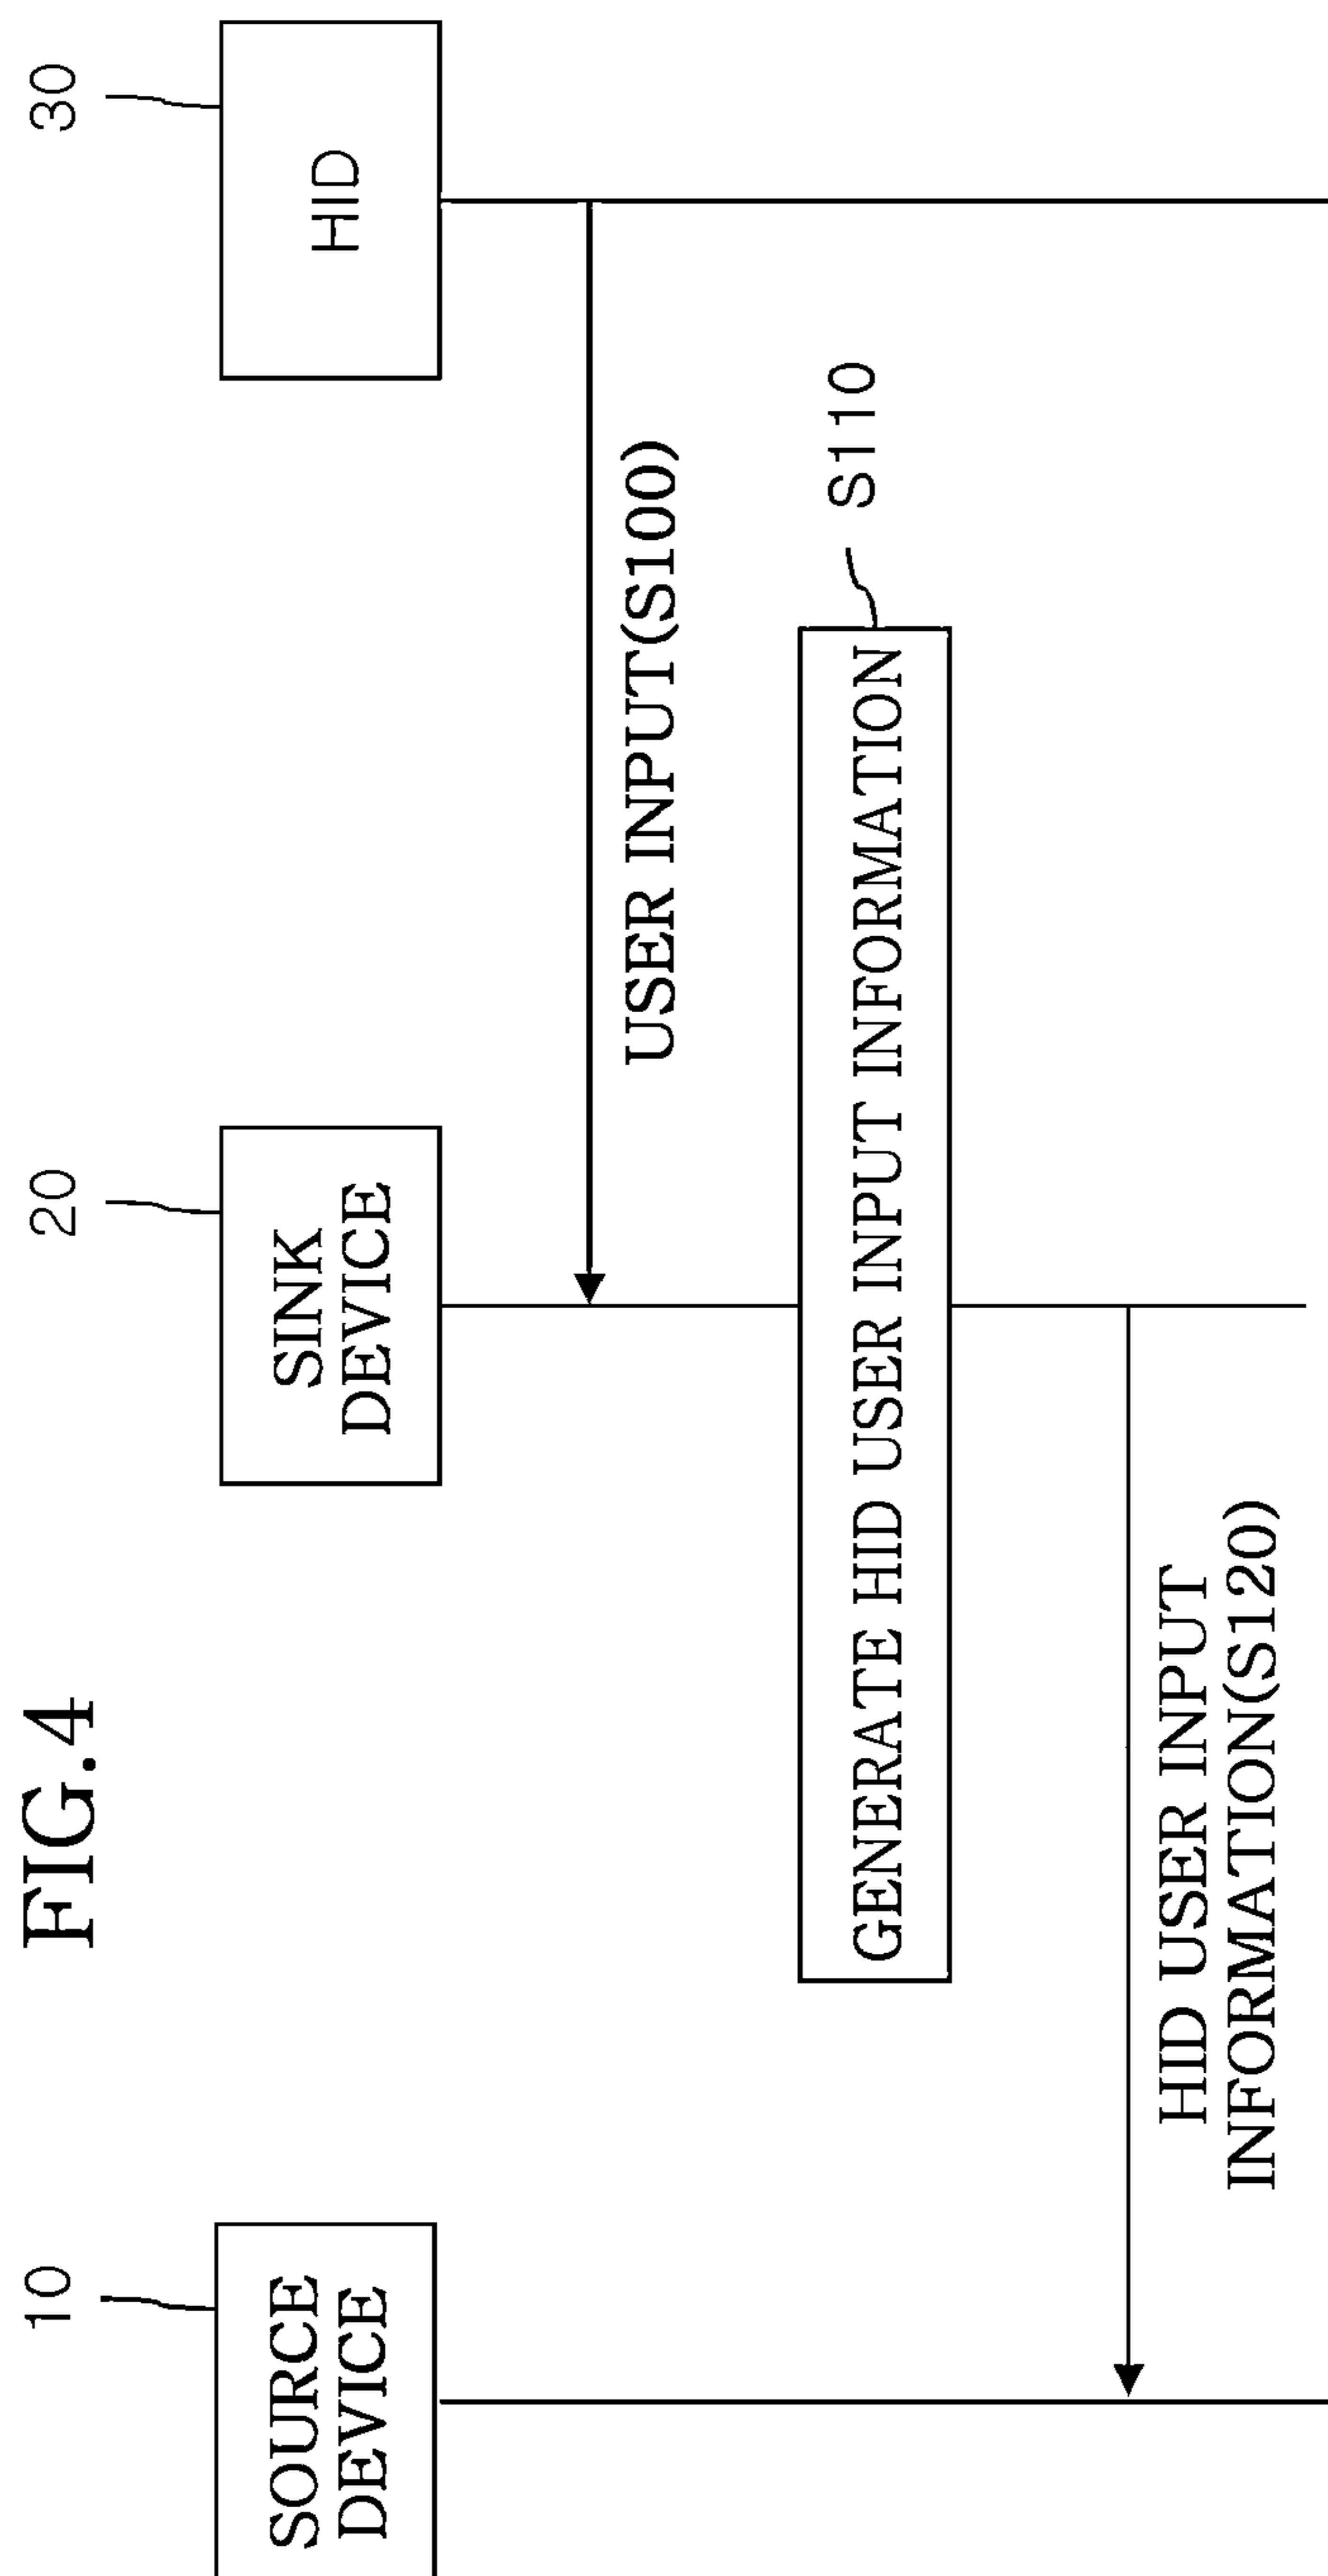 FIG.4
10
20
30
SOURCE
DEVICE
SINK
DEVICE
HID
USER INPUT(S100)
S110
GENERATE HID USER INPUT INFORMATION
HID USER INPUT
INFORMATION(S120)